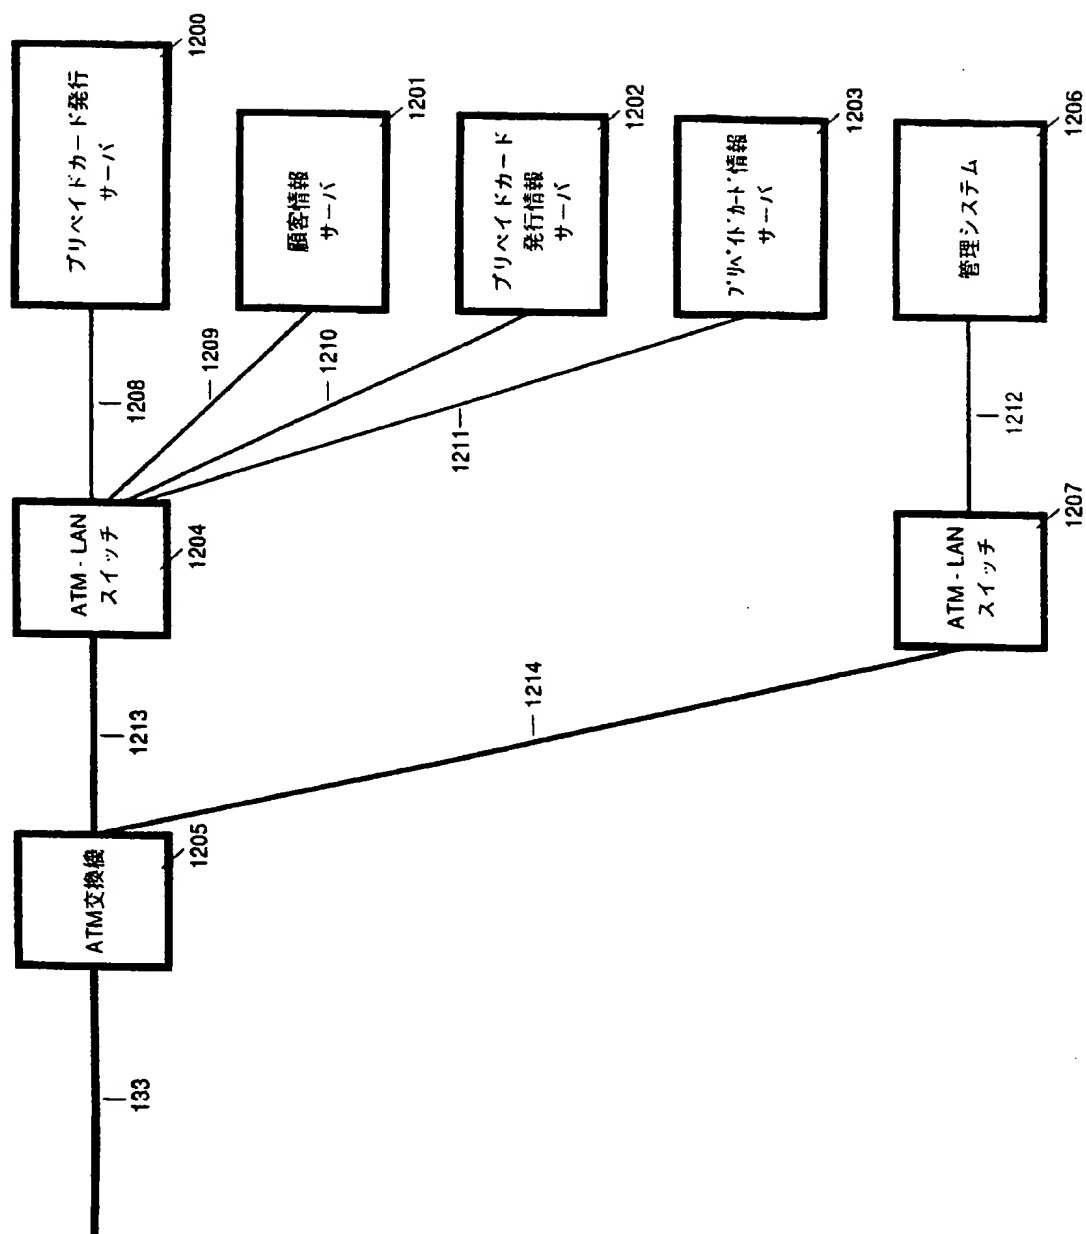 プリペイドカード発行
サーバ
1200
顧客情報
サーバ
1201
プリペイドカード
発行情報
サーバ
1202
プリペイドカード情報
サーバ
1203
管理システム
1206
1208
1209
1210
1211
1212
ATM-LAN
スイッチ
1204
ATM-LAN
スイッチ
1207
1213
1214
ATM交換機
1205
133